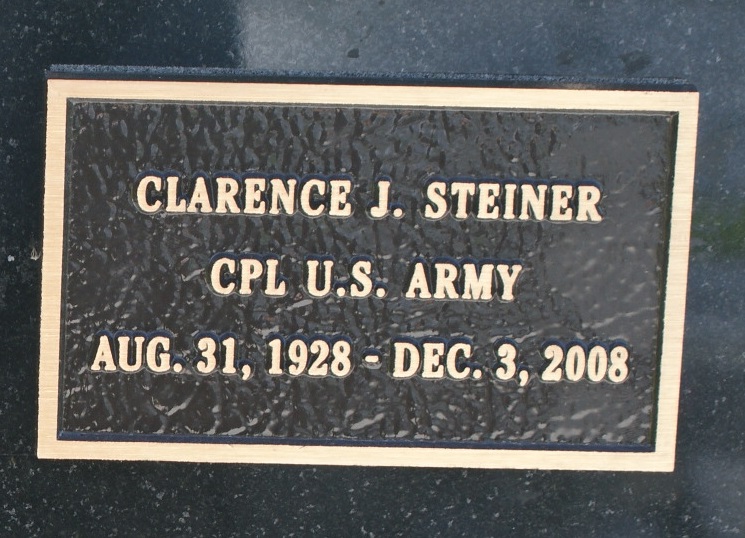 CLARENCE J. STEINER
CPL U.S. ARMY
AUG. 31, 1928 - DEC. 3, 2008